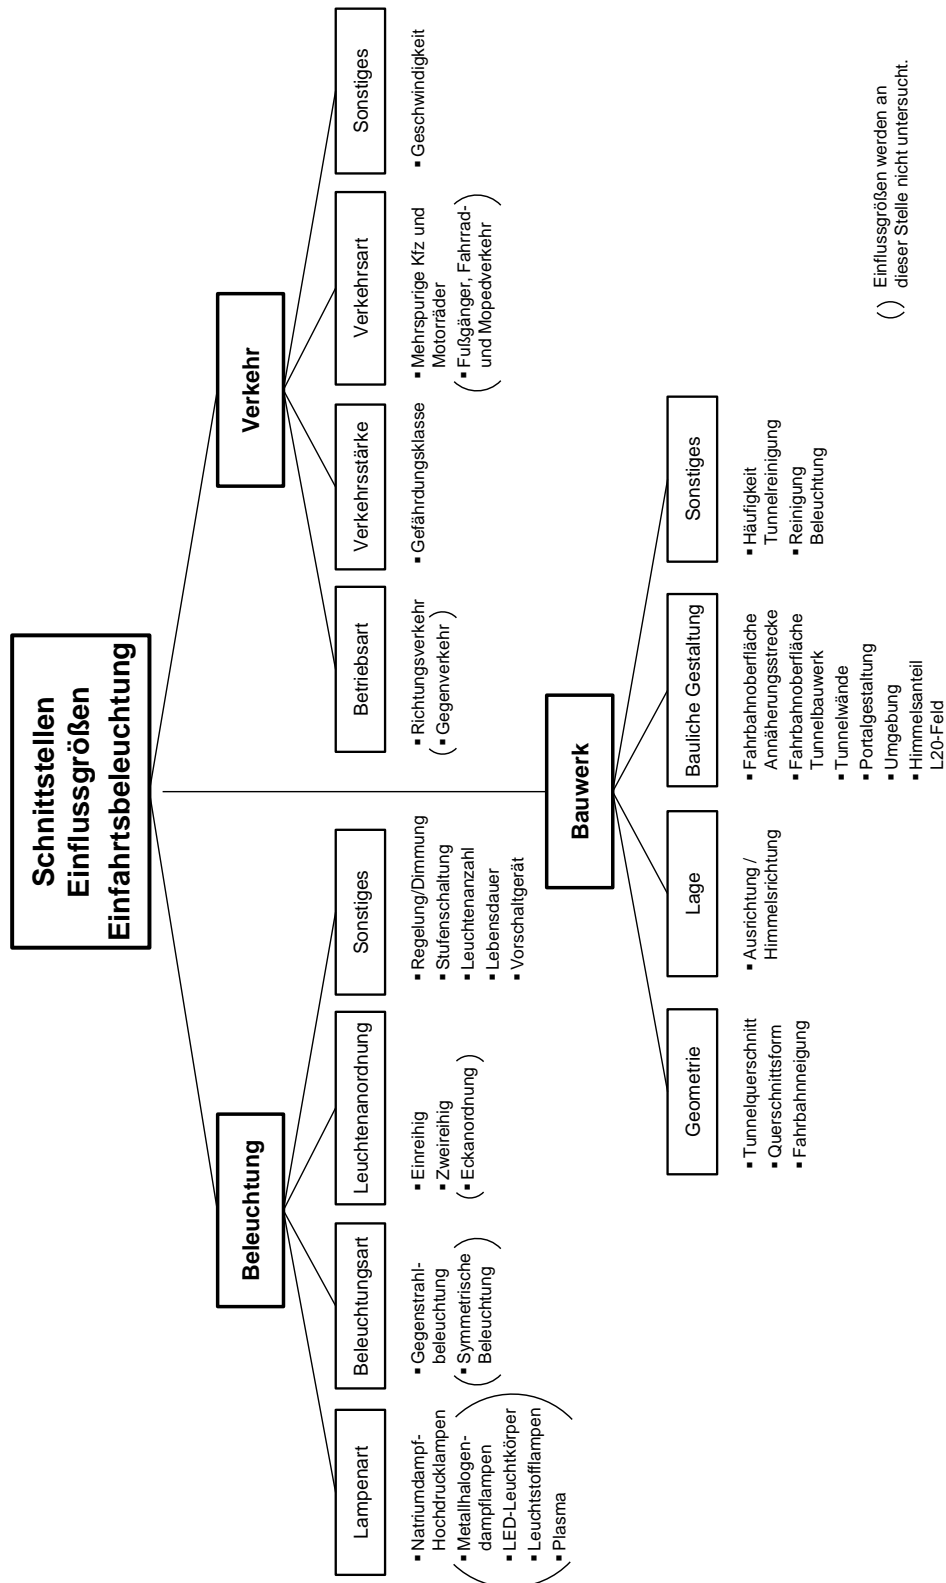 Schnittstellen
Einflussgrößen
Einfahrtsbeleuchtung
Beleuchtung
Verkehr
Lampenart
Beleuchtungsart
Leuchtenanordnung
Sonstiges
Betriebsart
Verkehrsstärke
Verkehrsart
Sonstiges
▪ Natriumdampf-
Hochdrucklampen
(▪ Metallhalogen-
dampflampen
▪ LED-Leuchtkörper
▪ Leuchtstofflampen
▪ Plasma)
▪ Gegenstrahl-
beleuchtung
(▪ Symmetrische
Beleuchtung)
▪ Einreihig
▪ Zweireihig
(▪ Eckanordnung)
▪ Regelung/Dimmung
▪ Stufenschaltung
▪ Leuchtenanzahl
▪ Lebensdauer
▪ Vorschaltgerät
▪ Richtungsverkehr
(▪ Gegenverkehr)
▪ Gefährdungsklasse
▪ Mehrspurige Kfz und
Motorräder
(▪ Fußgänger, Fahrrad-
und Mopedverkehr)
▪ Geschwindigkeit
Bauwerk
Geometrie
Lage
Bauliche Gestaltung
Sonstiges
▪ Tunnelquerschnitt
▪ Querschnittsform
▪ Fahrbahnneigung
▪ Ausrichtung /
Himmelsrichtung
▪ Fahrbahnoberfläche
Annäherungsstrecke
▪ Fahrbahnoberfläche
Tunnelbauwerk
▪ Tunnelwände
▪ Portalgestaltung
▪ Umgebung
▪ Himmelsanteil
L20-Feld
▪ Häufigkeit
Tunnelreinigung
▪ Reinigung
Beleuchtung
() Einflussgrößen werden an
dieser Stelle nicht untersucht.